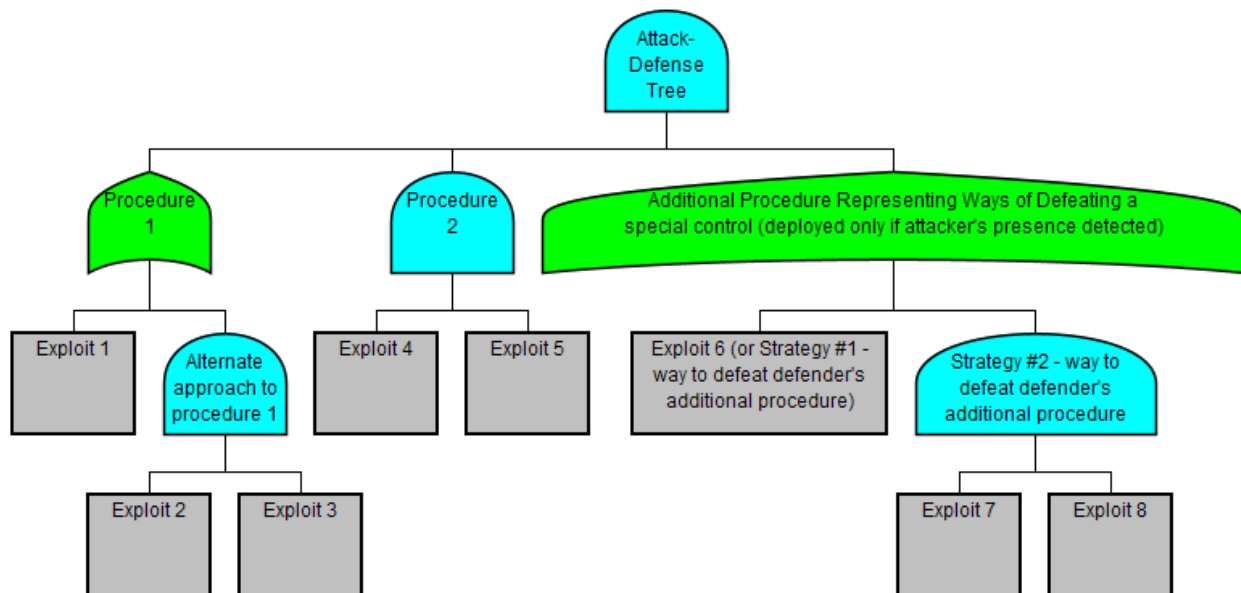 Attack-
Defense
Tree
Procedure
1
Procedure
2
Additional Procedure Representing Ways of Defeating a
special control (deployed only if attacker's presence detected)
Exploit 1
Alternate
approach to
procedure 1
Exploit 4
Exploit 5
Exploit 6 (or Strategy #1 -
way to defeat defender's
additional procedure)
Strategy #2 - way to
defeat defender's
additional procedure
Exploit 2
Exploit 3
Exploit 7
Exploit 8